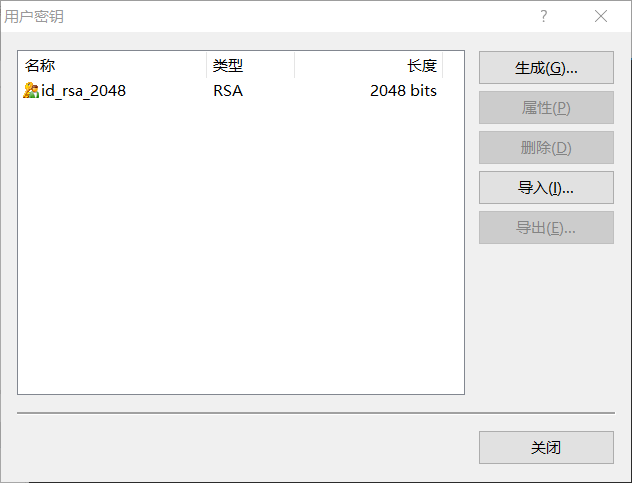 用户密钥 ?
名称 类型 长度
id_rsa_2048 RSA 2048 bits
生成(G)...
属性(P)
删除(D)
导入(I)...
导出(E)...
关闭